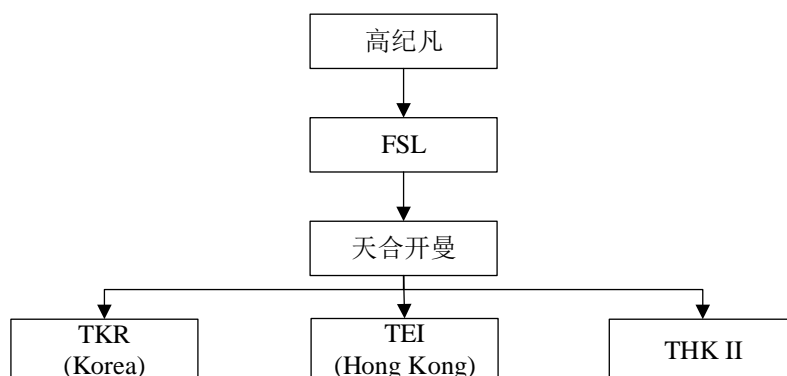 高纪凡
FSL
天合开曼
TKR
(Korea)
TEI
(Hong Kong)
THK II